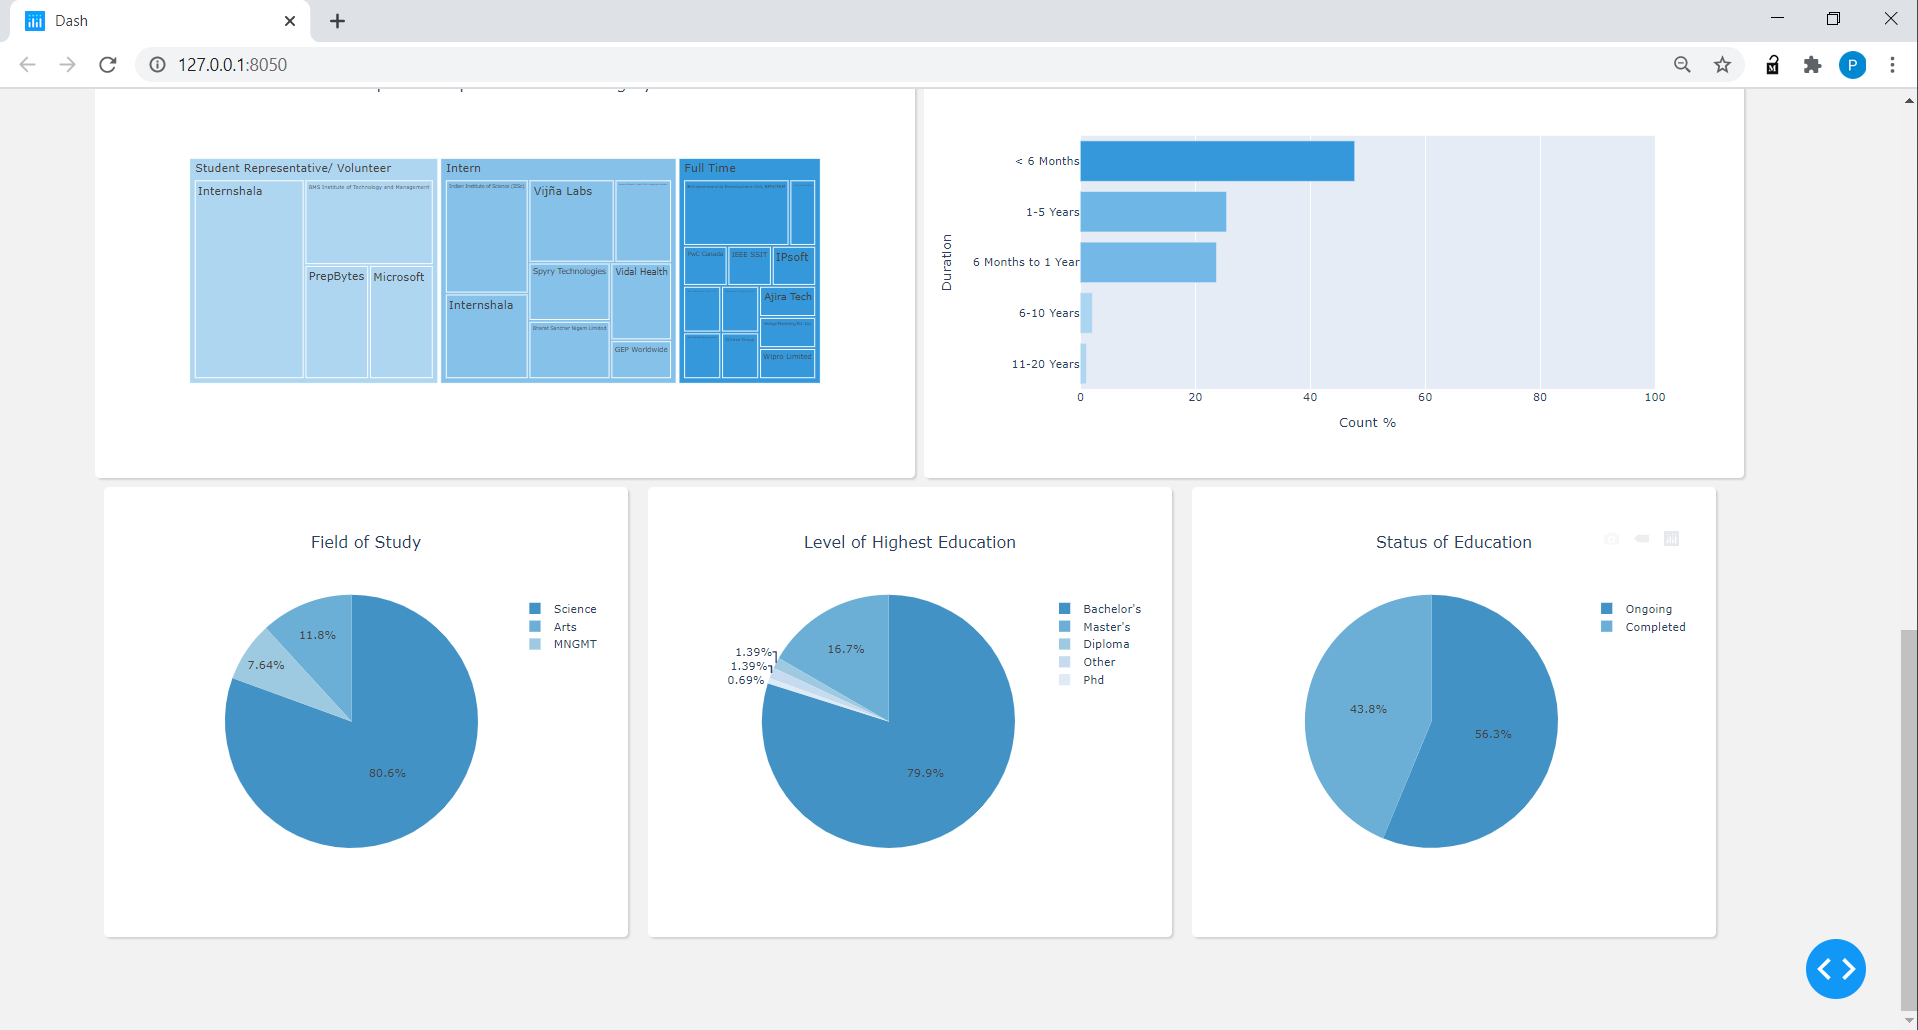 Dash
127.0.0.1:8050
P
Student Representative/ Volunteer
Internshala
BMS Institute of Technology and Management
PrepBytes
Microsoft
Intern
Indian Institute of Science (IISc)
Vijña Labs
Spyry Technologies
Vidal Health
Internshala
Bharat Sanchar Nigam Limited
GEP Worldwide
Full Time
PwC Canada
IEEE SSIT
IPsoft
Ajira Tech
Wipro Limited
Duration
< 6 Months
1-5 Years
6 Months to 1 Year
6-10 Years
11-20 Years
0 20 40 60 80 100
Count %
Field of Study
11.8%
7.64%
80.6%
Science
Arts
MNGMT
Level of Highest Education
16.7%
1.39%
1.39%
0.69%
79.9%
Bachelor's
Master's
Diploma
Other
Phd
Status of Education
43.8%
56.3%
Ongoing
Completed